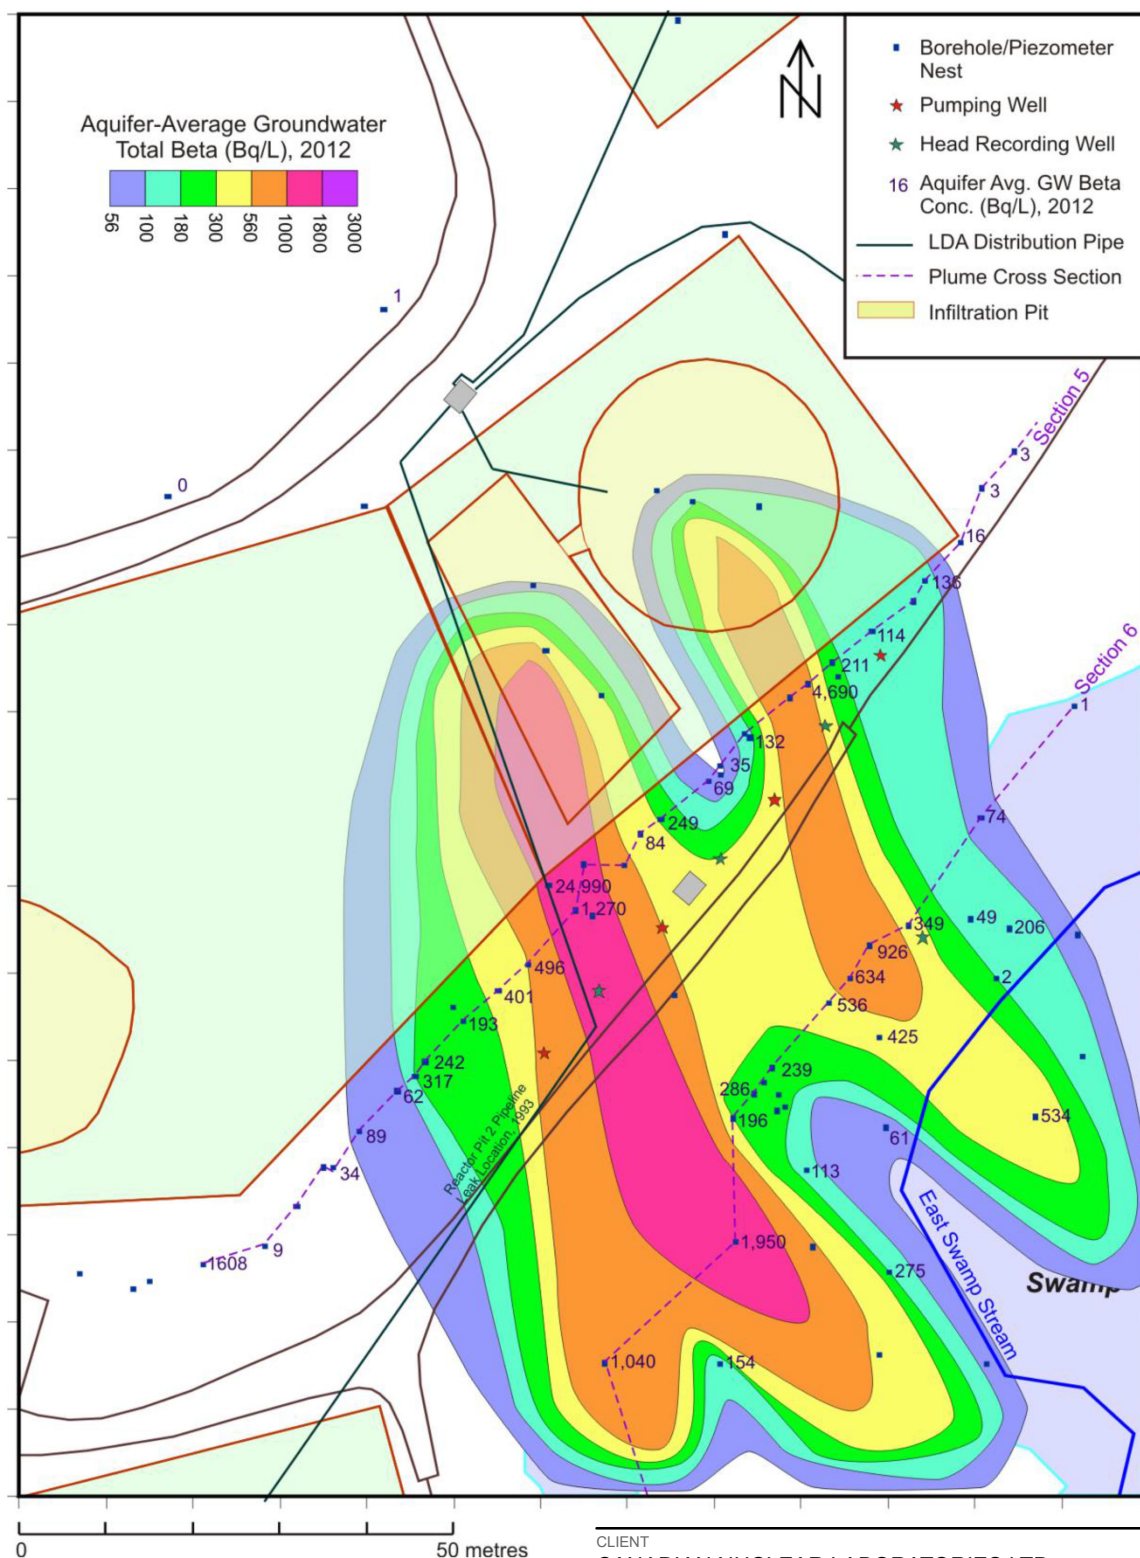 Aquifer-Average Groundwater
Total Beta (Bq/L), 2012
56
100
180
300
560
1000
1800
3000
N
Borehole/Piezometer
Nest
Pumping Well
Head Recording Well
16 Aquifer Avg. GW Beta
Conc. (Bq/L), 2012
LDA Distribution Pipe
Plume Cross Section
Infiltration Pit
1
0
Section 5
3
3
16
136
114
211
4,690
132
35
69
249
84
24,990
1,270
496
401
193
242
317
62
89
34
9
1608
Section 6
1
74
49
206
349
2
926
634
536
425
239
286
196
534
61
113
1,950
275
1,040
154
Reactor Pit 2 Pipeline
Leak Location, 1993
East Swamp Stream
Swamp
0
50 metres
CLIENT
CANADIAN NUCLEAR LABORATORIES LTD